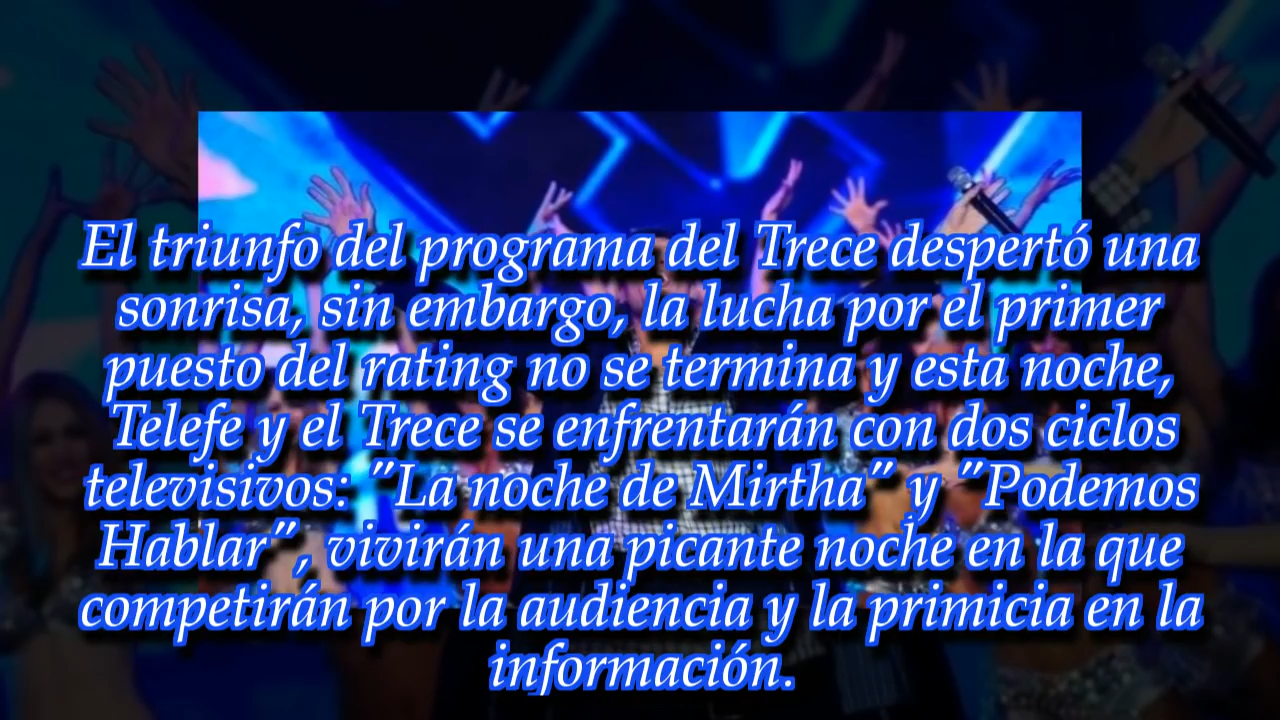 El triunfo del programa del Trece despertó una
sonrisa, sin embargo, la lucha por el primer
puesto del rating no se termina y esta noche,
Telefe y el Trece se enfrentarán con dos ciclos
televisivos: "La noche de Mirtha" y "Podemos
Hablar", vivirán una picante noche en la que
competirán por la audiencia y la primicia en la
información.